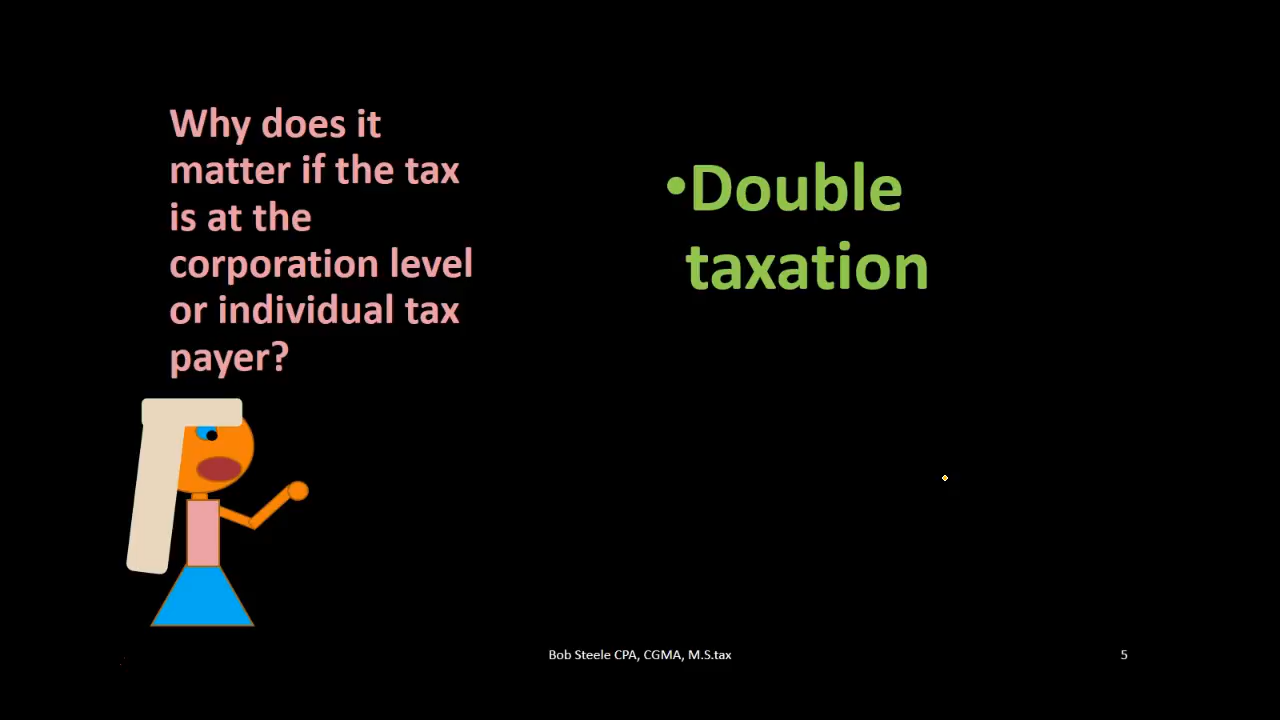 Why does it
matter if the tax
is at the
corporation level
or individual tax
payer?
•Double
taxation
Bob Steele CPA, CGMA, M.S.tax
5